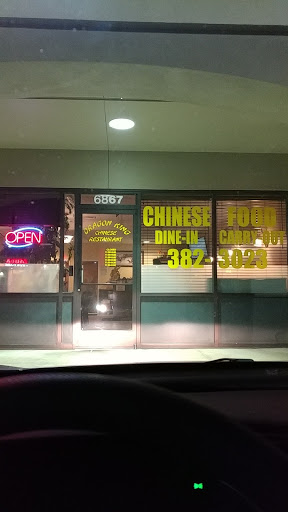 6867
DRAGON KING
CHINESE
RESTAURANT
OPEN
CHINESE FOOD
DINE-IN CARRY-OUT
382-3023